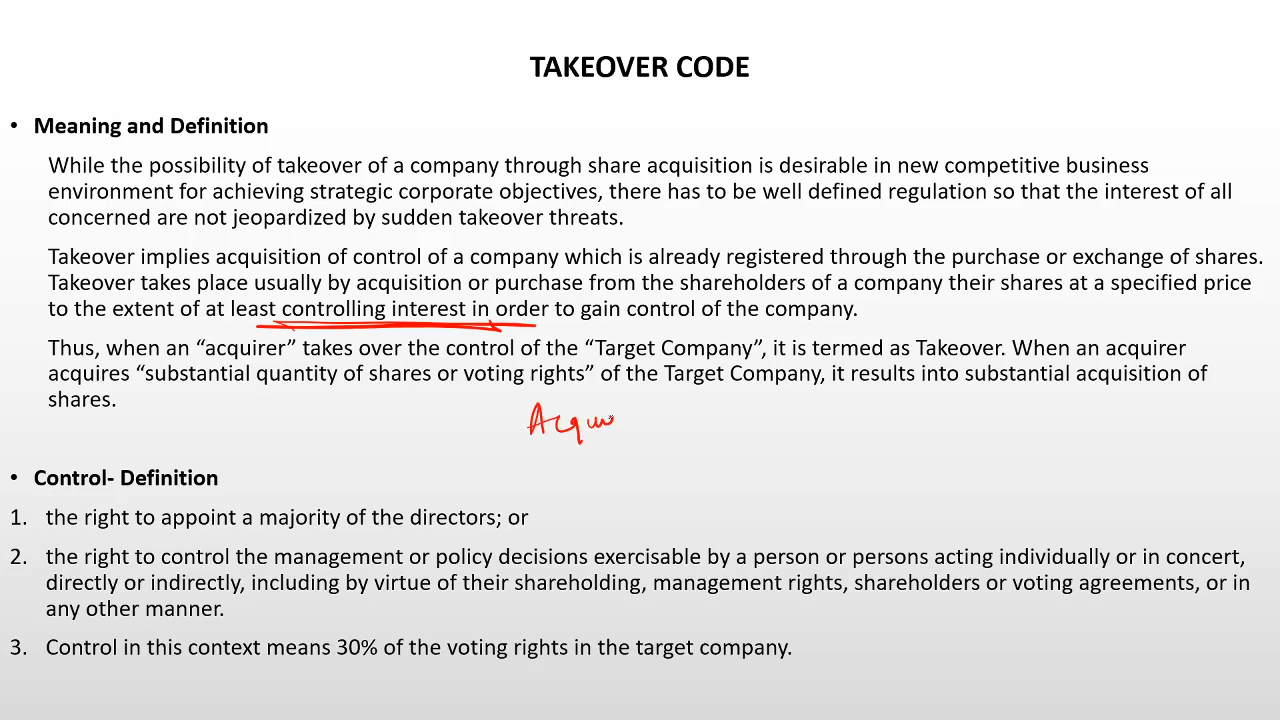 TAKEOVER CODE
• Meaning and Definition
While the possibility of takeover of a company through share acquisition is desirable in new competitive business
environment for achieving strategic corporate objectives, there has to be well defined regulation so that the interest of all
concerned are not jeopardized by sudden takeover threats.
Takeover implies acquisition of control of a company which is already registered through the purchase or exchange of shares.
Takeover takes place usually by acquisition or purchase from the shareholders of a company their shares at a specified price
to the extent of at least controlling interest in order to gain control of the company.
Thus, when an “acquirer” takes over the control of the “Target Company”, it is termed as Takeover. When an acquirer
acquires “substantial quantity of shares or voting rights” of the Target Company, it results into substantial acquisition of
shares.
• Control- Definition
1. the right to appoint a majority of the directors; or
2. the right to control the management or policy decisions exercisable by a person or persons acting individually or in concert,
directly or indirectly, including by virtue of their shareholding, management rights, shareholders or voting agreements, or in
any other manner.
3. Control in this context means 30% of the voting rights in the target company.